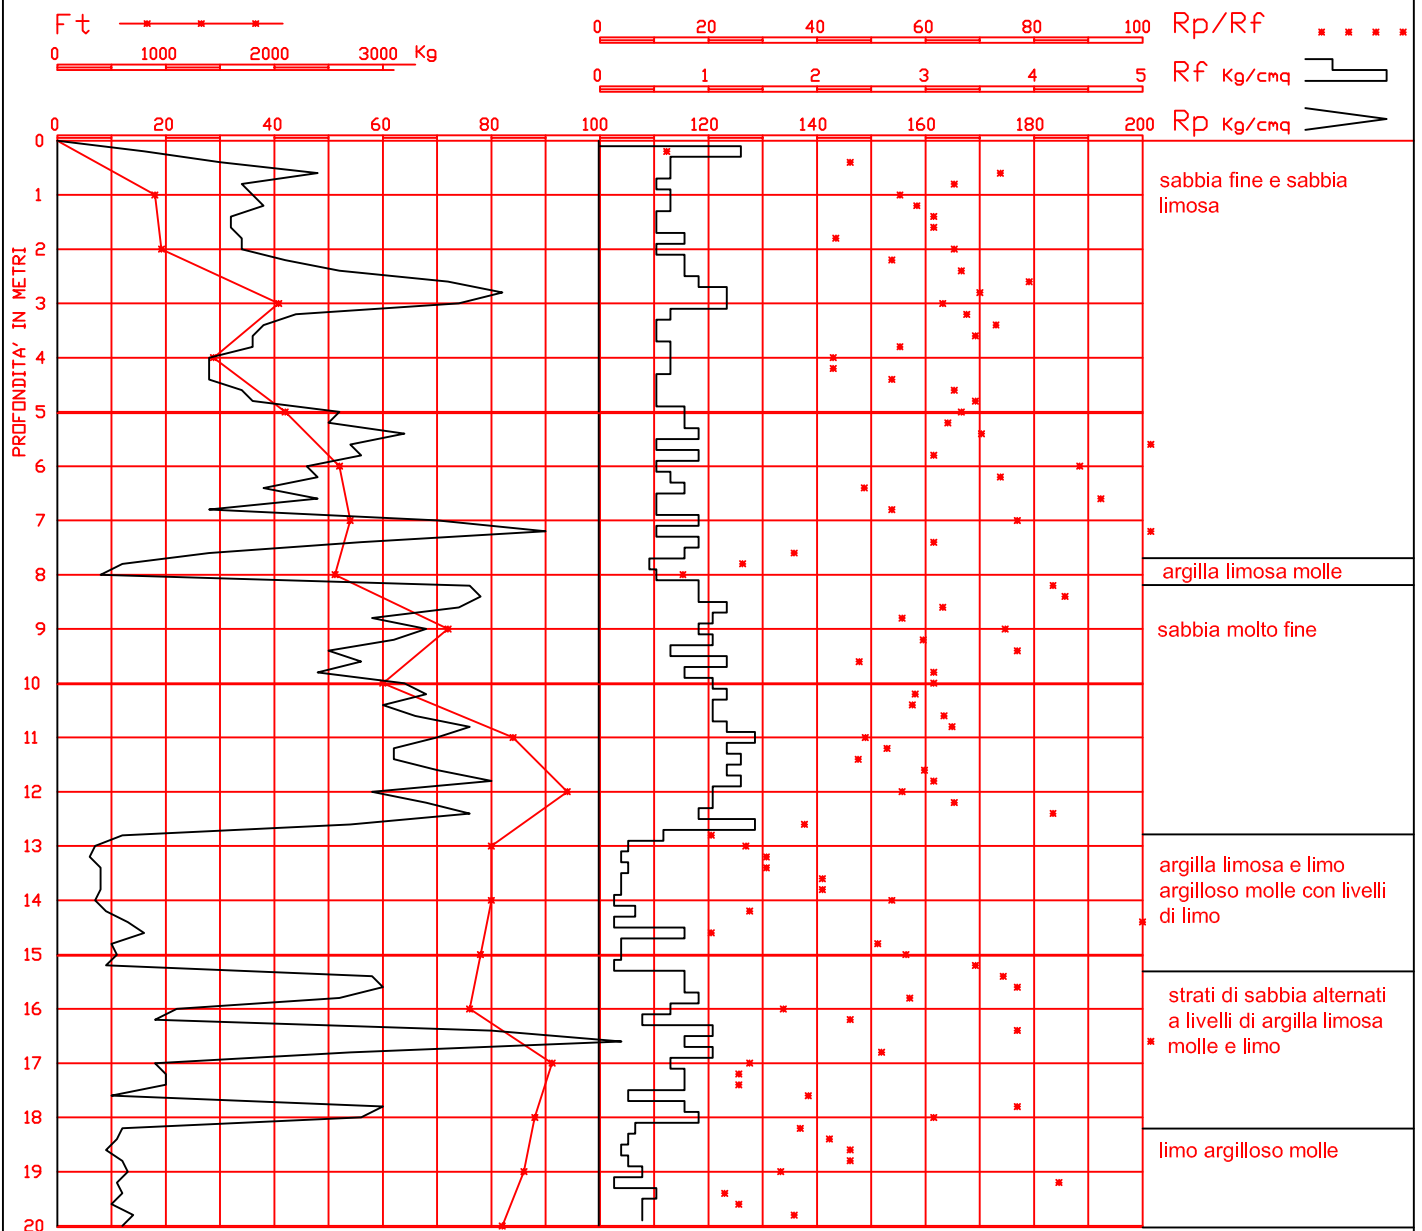 Ft
0 1000 2000 3000 Kg
0 20 40 60 80 100 Rp/Rf
0 1 2 3 4 5 Rf Kg/cmq
0 20 40 60 80 100 120 140 160 180 200 Rp Kg/cmq
PROFONDITA' IN METRI
0
1
2
3
4
5
6
7
8
9
10
11
12
13
14
15
16
17
18
19
20
sabbia fine e sabbia
limosa
argilla limosa molle
sabbia molto fine
argilla limosa e limo
argilloso molle con livelli
di limo
strati di sabbia alternati
a livelli di argilla limosa
molle e limo
limo argilloso molle